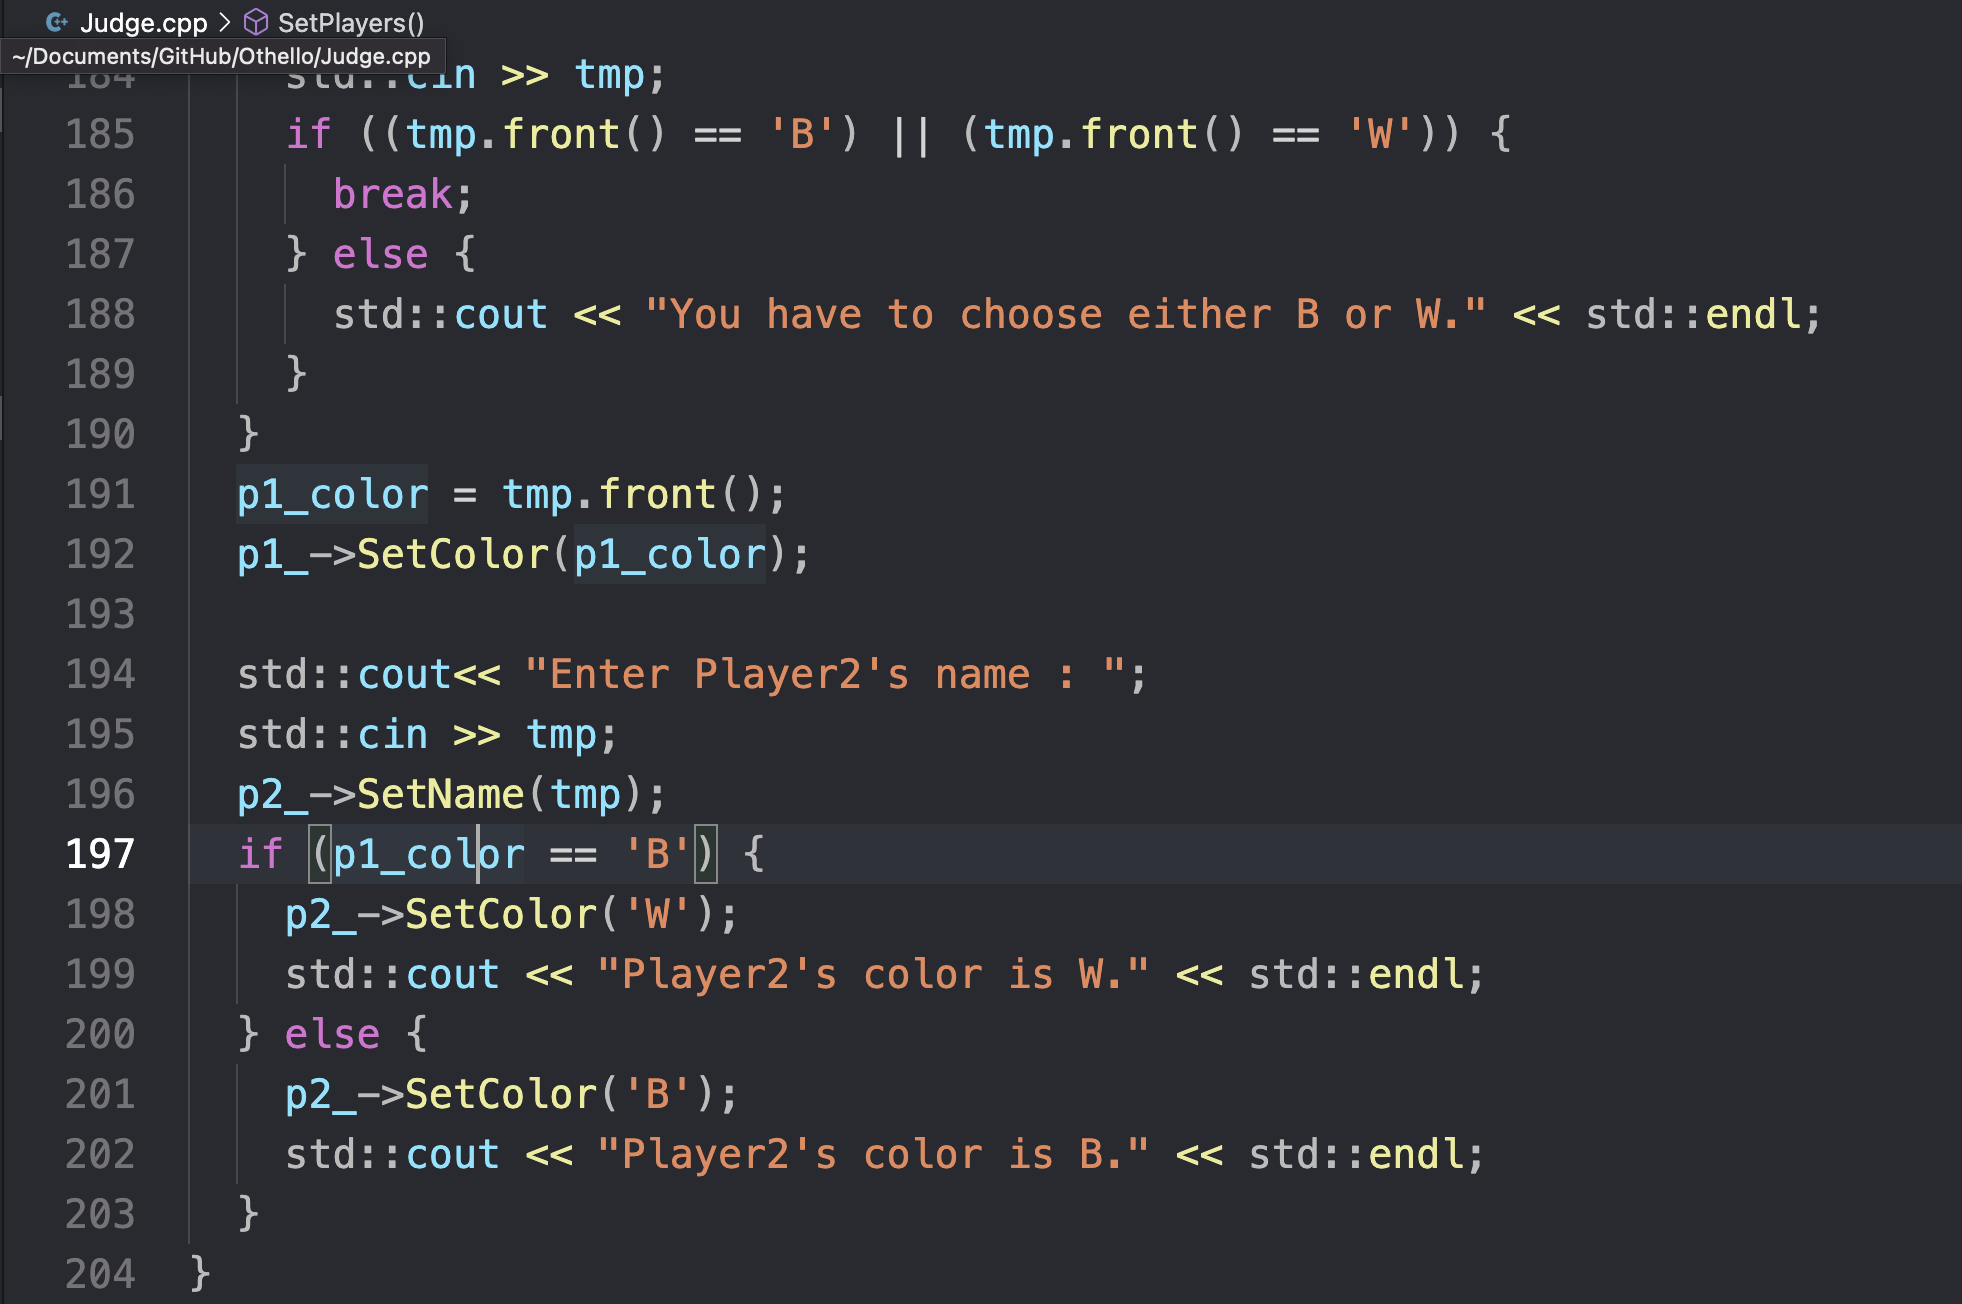 Judge.cpp > SetPlayers()
~/Documents/GitHub/Othello/Judge.cpp
184 std::cin >> tmp;
185 if ((tmp.front() == 'B') || (tmp.front() == 'W')) {
186 break;
187 } else {
188 std::cout << "You have to choose either B or W." << std::endl;
189 }
190 }
191 p1_color = tmp.front();
192 p1_->SetColor(p1_color);
193
194 std::cout<< "Enter Player2's name : ";
195 std::cin >> tmp;
196 p2_->SetName(tmp);
197 if (p1_color == 'B') {
198 p2_->SetColor('W');
199 std::cout << "Player2's color is W." << std::endl;
200 } else {
201 p2_->SetColor('B');
202 std::cout << "Player2's color is B." << std::endl;
203 }
204 }